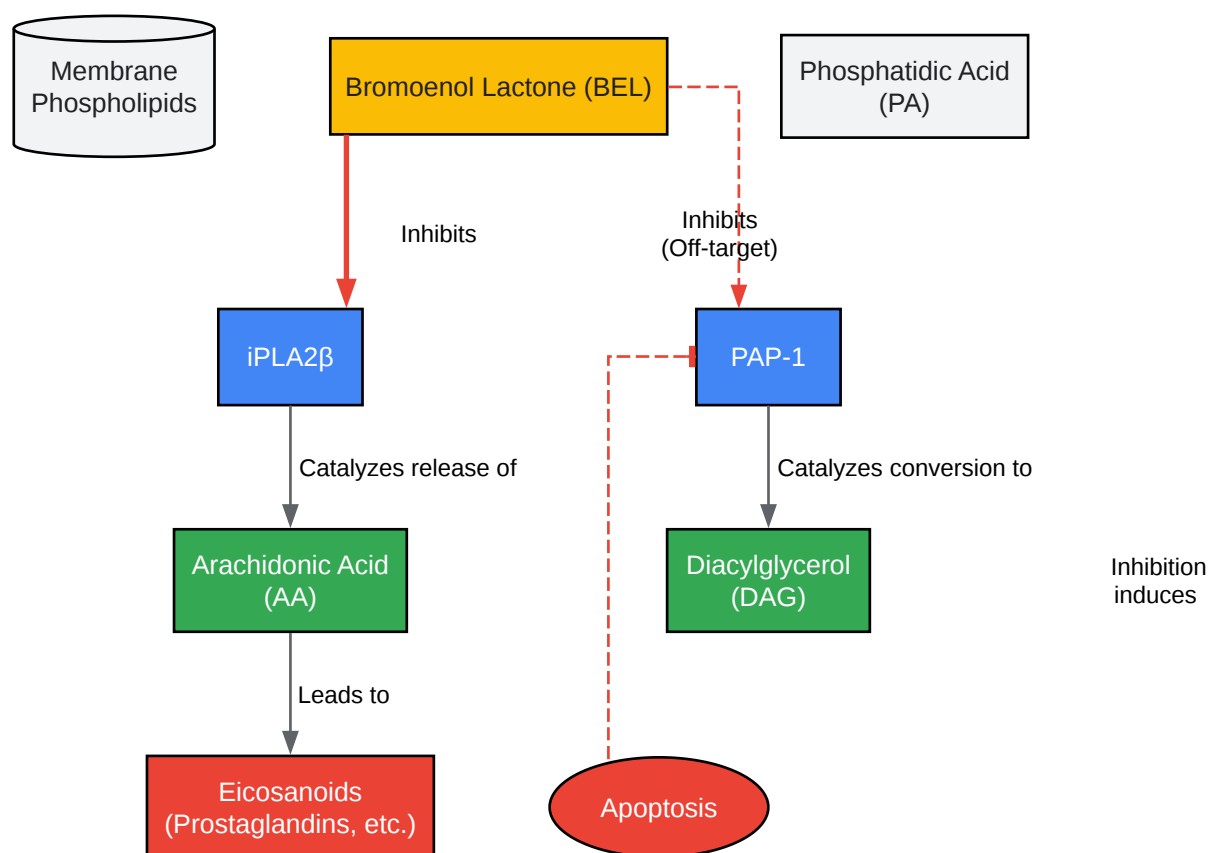 Membrane
Phospholipids
Bromoenol Lactone (BEL)
Phosphatidic Acid
(PA)
Inhibits
Inhibits
(Off-target)
iPLA2β
PAP-1
Catalyzes release of
Catalyzes conversion to
Arachidonic Acid
(AA)
Diacylglycerol
(DAG)
Inhibition
induces
Leads to
Eicosanoids
(Prostaglandins, etc.)
Apoptosis